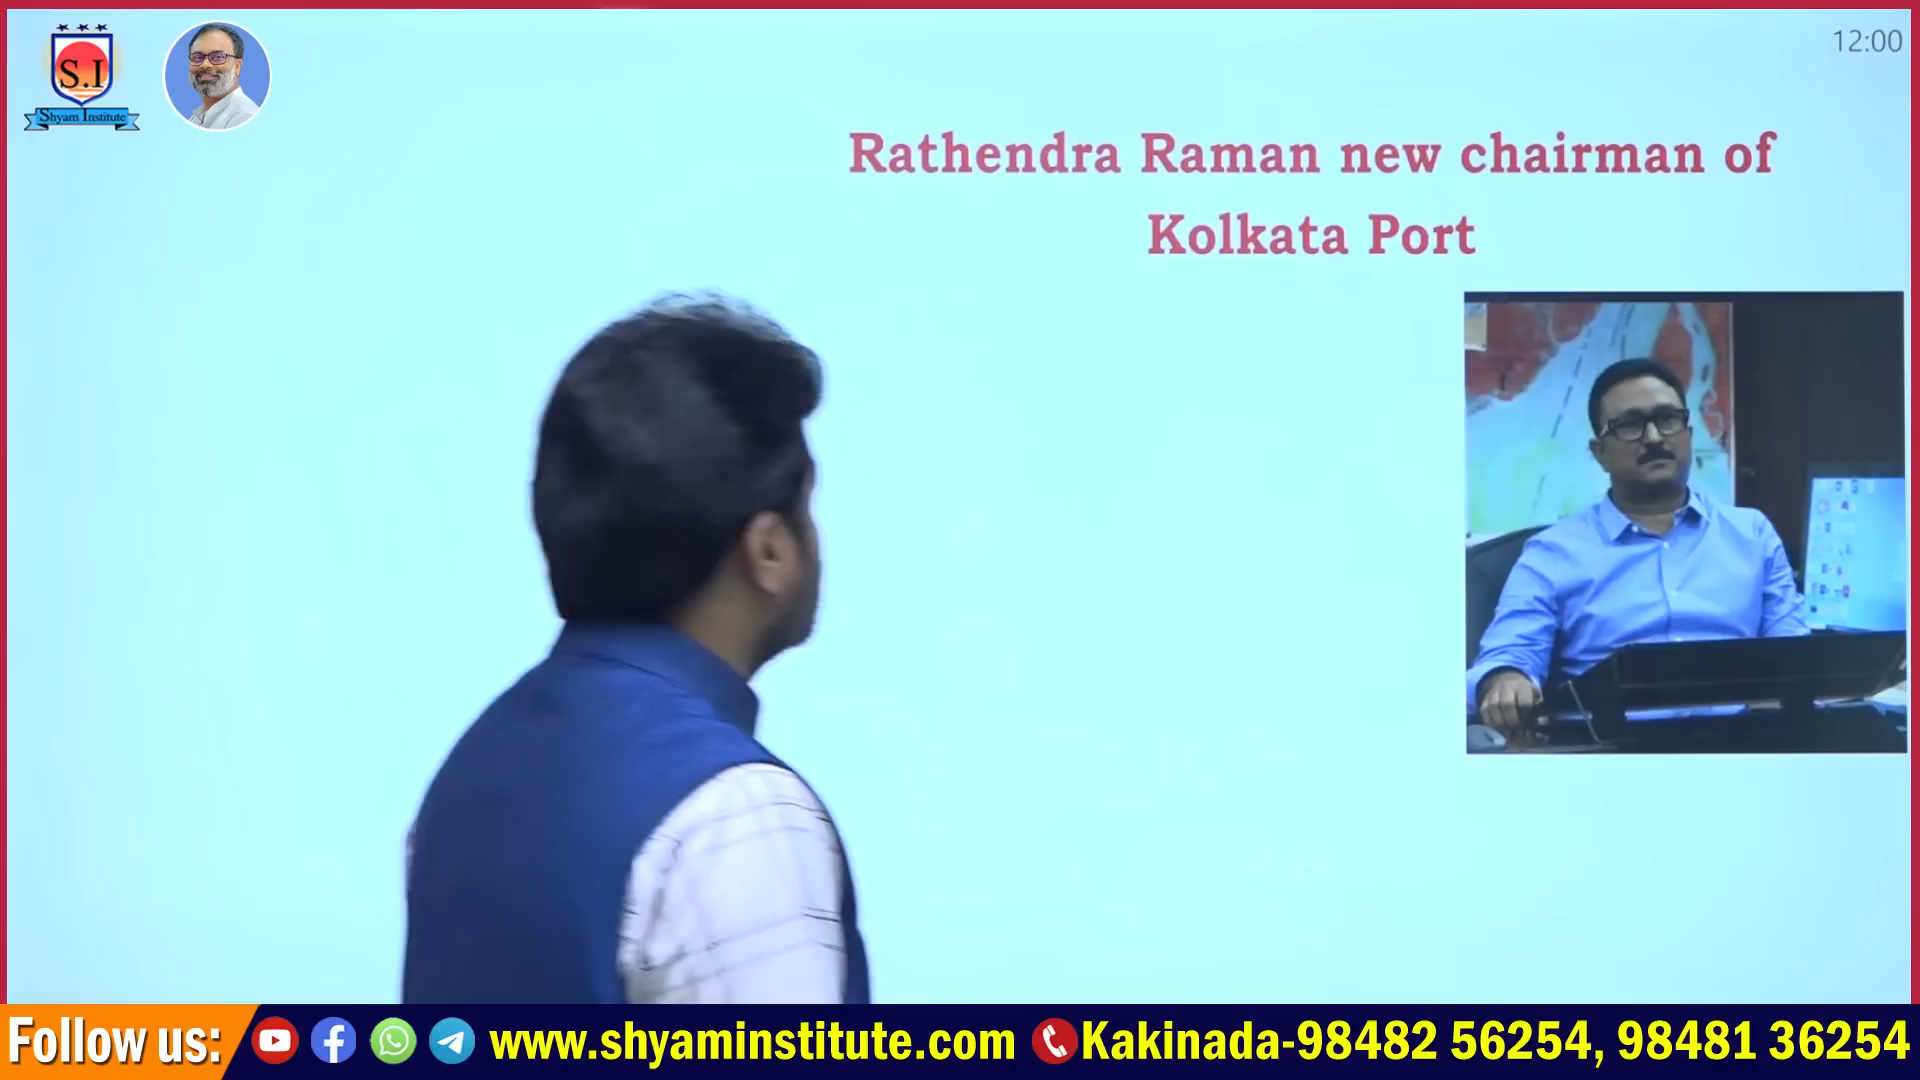 S.I
Shyam Institute
12:00
Rathendra Raman new chairman of
Kolkata Port
Follow us:
www.shyaminstitute.com
Kakinada-98482 56254, 98481 36254